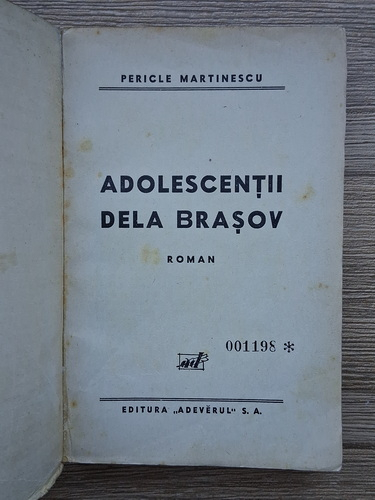 PERICLE MARTINESCU
ADOLESCENȚII
DELA BRAȘOV
ROMAN
001198 *
EDITURA „ADEVĔRUL" S. A.